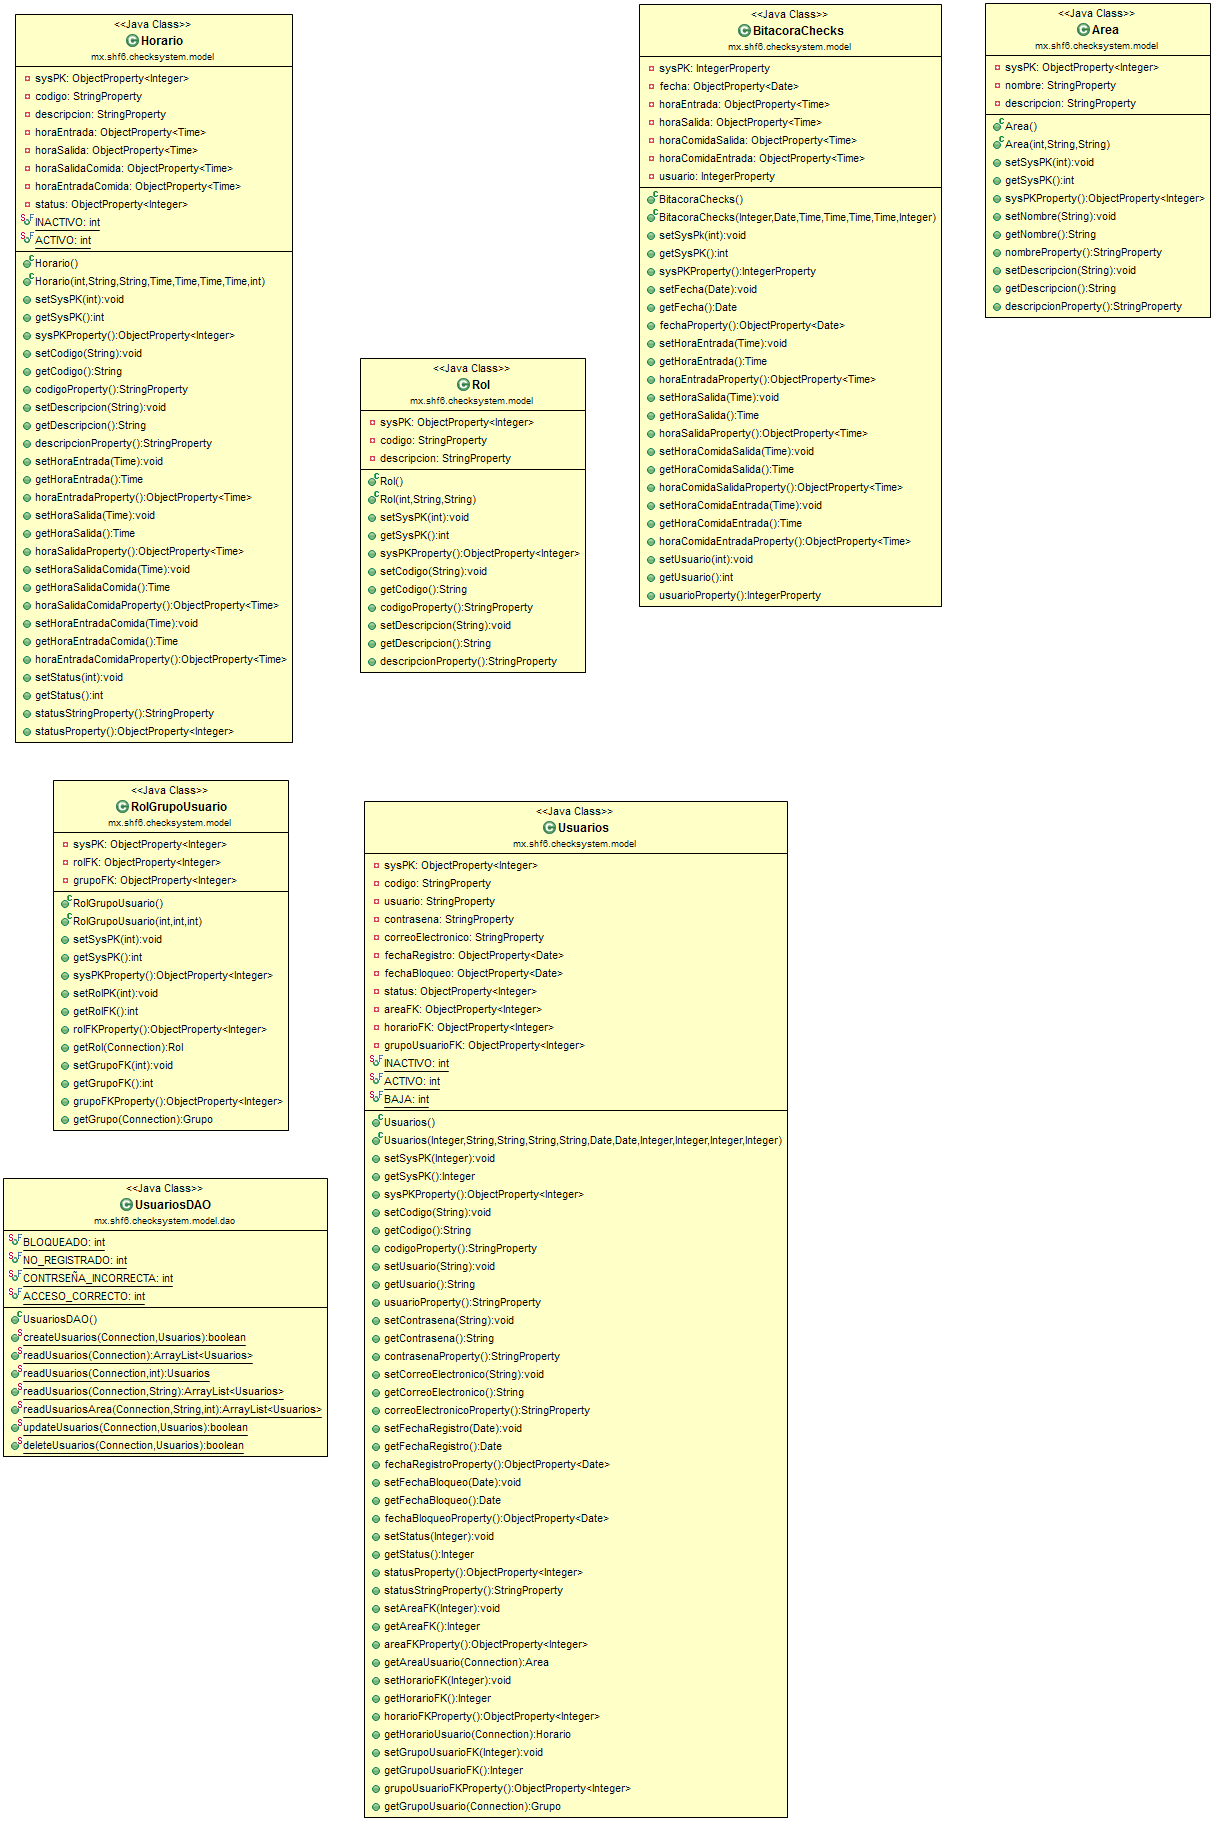 <<Java Class>>
Horario
mx.shf6.checksystem.model
sysPK: ObjectProperty<Integer>
codigo: StringProperty
descripcion: StringProperty
horaEntrada: ObjectProperty<Time>
horaSalida: ObjectProperty<Time>
horaSalidaComida: ObjectProperty<Time>
horaEntradaComida: ObjectProperty<Time>
status: ObjectProperty<Integer>
INACTIVO: int
ACTIVO: int
Horario()
Horario(int,String,String,Time,Time,Time,Time,int)
setSysPK(int):void
getSysPK():int
sysPKProperty():ObjectProperty<Integer>
setCodigo(String):void
getCodigo():String
codigoProperty():StringProperty
setDescripcion(String):void
getDescripcion():String
descripcionProperty():StringProperty
setHoraEntrada(Time):void
getHoraEntrada():Time
horaEntradaProperty():ObjectProperty<Time>
setHoraSalida(Time):void
getHoraSalida():Time
horaSalidaProperty():ObjectProperty<Time>
setHoraSalidaComida(Time):void
getHoraSalidaComida():Time
horaSalidaComidaProperty():ObjectProperty<Time>
setHoraEntradaComida(Time):void
getHoraEntradaComida():Time
horaEntradaComidaProperty():ObjectProperty<Time>
setStatus(int):void
getStatus():int
statusStringProperty():StringProperty
statusProperty():ObjectProperty<Integer>
<<Java Class>>
Rol
mx.shf6.checksystem.model
sysPK: ObjectProperty<Integer>
codigo: StringProperty
descripcion: StringProperty
Rol()
Rol(int,String,String)
setSysPK(int):void
getSysPK():int
sysPKProperty():ObjectProperty<Integer>
setCodigo(String):void
getCodigo():String
codigoProperty():StringProperty
setDescripcion(String):void
getDescripcion():String
descripcionProperty():StringProperty
<<Java Class>>
BitacoraChecks
mx.shf6.checksystem.model
sysPK: IntegerProperty
fecha: ObjectProperty<Date>
horaEntrada: ObjectProperty<Time>
horaSalida: ObjectProperty<Time>
horaComidaSalida: ObjectProperty<Time>
horaComidaEntrada: ObjectProperty<Time>
usuario: IntegerProperty
BitacoraChecks()
BitacoraChecks(Integer,Date,Time,Time,Time,Time,Integer)
setSysPk(int):void
getSysPK():int
sysPKProperty():IntegerProperty
setFecha(Date):void
getFecha():Date
fechaProperty():ObjectProperty<Date>
setHoraEntrada(Time):void
getHoraEntrada():Time
horaEntradaProperty():ObjectProperty<Time>
setHoraSalida(Time):void
getHoraSalida():Time
horaSalidaProperty():ObjectProperty<Time>
setHoraComidaSalida(Time):void
getHoraComidaSalida():Time
horaComidaSalidaProperty():ObjectProperty<Time>
setHoraComidaEntrada(Time):void
getHoraComidaEntrada():Time
horaComidaEntradaProperty():ObjectProperty<Time>
setUsuario(int):void
getUsuario():int
usuarioProperty():IntegerProperty
<<Java Class>>
Area
mx.shf6.checksystem.model
sysPK: ObjectProperty<Integer>
nombre: StringProperty
descripcion: StringProperty
Area()
Area(int,String,String)
setSysPK(int):void
getSysPK():int
sysPKProperty():ObjectProperty<Integer>
setNombre(String):void
getNombre():String
nombreProperty():StringProperty
setDescripcion(String):void
getDescripcion():String
descripcionProperty():StringProperty
<<Java Class>>
RolGrupoUsuario
mx.shf6.checksystem.model
sysPK: ObjectProperty<Integer>
rolFK: ObjectProperty<Integer>
grupoFK: ObjectProperty<Integer>
RolGrupoUsuario()
RolGrupoUsuario(int,int,int)
setSysPK(int):void
getSysPK():int
sysPKProperty():ObjectProperty<Integer>
setRolPK(int):void
getRolFK():int
rolFKProperty():ObjectProperty<Integer>
getRol(Connection):Rol
setGrupoFK(int):void
getGrupoFK():int
grupoFKProperty():ObjectProperty<Integer>
getGrupo(Connection):Grupo
<<Java Class>>
UsuariosDAO
mx.shf6.checksystem.model.dao
BLOQUEADO: int
NO_REGISTRADO: int
CONTRSEÑA_INCORRECTA: int
ACCESO_CORRECTO: int
UsuariosDAO()
createUsuarios(Connection,Usuarios):boolean
readUsuarios(Connection):ArrayList<Usuarios>
readUsuarios(Connection,int):Usuarios
readUsuarios(Connection,String):ArrayList<Usuarios>
readUsuariosArea(Connection,String,int):ArrayList<Usuarios>
updateUsuarios(Connection,Usuarios):boolean
deleteUsuarios(Connection,Usuarios):boolean
<<Java Class>>
Usuarios
mx.shf6.checksystem.model
sysPK: ObjectProperty<Integer>
codigo: StringProperty
usuario: StringProperty
contrasena: StringProperty
correoElectronico: StringProperty
fechaRegistro: ObjectProperty<Date>
fechaBloqueo: ObjectProperty<Date>
status: ObjectProperty<Integer>
areaFK: ObjectProperty<Integer>
horarioFK: ObjectProperty<Integer>
grupoUsuarioFK: ObjectProperty<Integer>
INACTIVO: int
ACTIVO: int
BAJA: int
Usuarios()
Usuarios(Integer,String,String,String,String,Date,Date,Integer,Integer,Integer,Integer)
setSysPK(Integer):void
getSysPK():Integer
sysPKProperty():ObjectProperty<Integer>
setCodigo(String):void
getCodigo():String
codigoProperty():StringProperty
setUsuario(String):void
getUsuario():String
usuarioProperty():StringProperty
setContrasena(String):void
getContrasena():String
contrasenaProperty():StringProperty
setCorreoElectronico(String):void
getCorreoElectronico():String
correoElectronicoProperty():StringProperty
setFechaRegistro(Date):void
getFechaRegistro():Date
fechaRegistroProperty():ObjectProperty<Date>
setFechaBloqueo(Date):void
getFechaBloqueo():Date
fechaBloqueoProperty():ObjectProperty<Date>
setStatus(Integer):void
getStatus():Integer
statusProperty():ObjectProperty<Integer>
statusStringProperty():StringProperty
setAreaFK(Integer):void
getAreaFK():Integer
areaFKProperty():ObjectProperty<Integer>
getAreaUsuario(Connection):Area
setHorarioFK(Integer):void
getHorarioFK():Integer
horarioFKProperty():ObjectProperty<Integer>
getHorarioUsuario(Connection):Horario
setGrupoUsuarioFK(Integer):void
getGrupoUsuarioFK():Integer
grupoUsuarioFKProperty():ObjectProperty<Integer>
getGrupoUsuario(Connection):Grupo